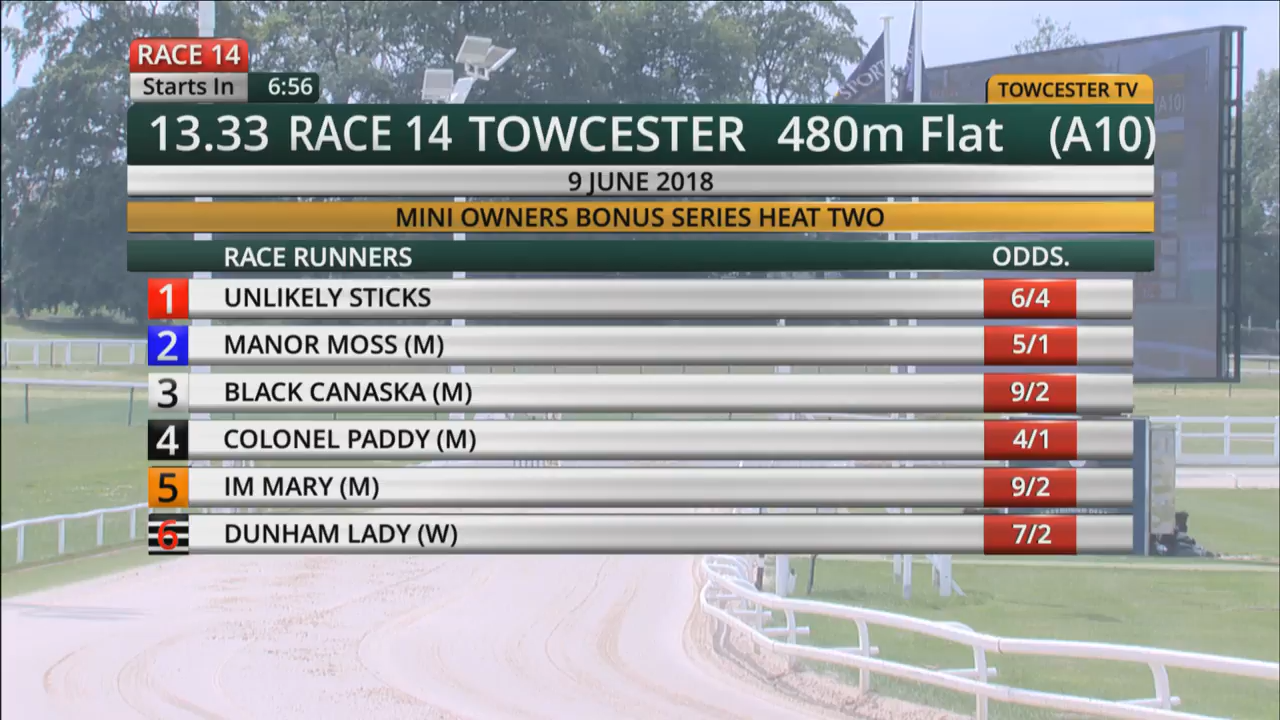 RACE 14
Starts In 6:56
TOWCESTER TV
13.33 RACE 14 TOWCESTER 480m Flat (A10)
9 JUNE 2018
MINI OWNERS BONUS SERIES HEAT TWO
RACE RUNNERS ODDS.
1 UNLIKELY STICKS 6/4
2 MANOR MOSS (M) 5/1
3 BLACK CANASKA (M) 9/2
4 COLONEL PADDY (M) 4/1
5 IM MARY (M) 9/2
6 DUNHAM LADY (W) 7/2